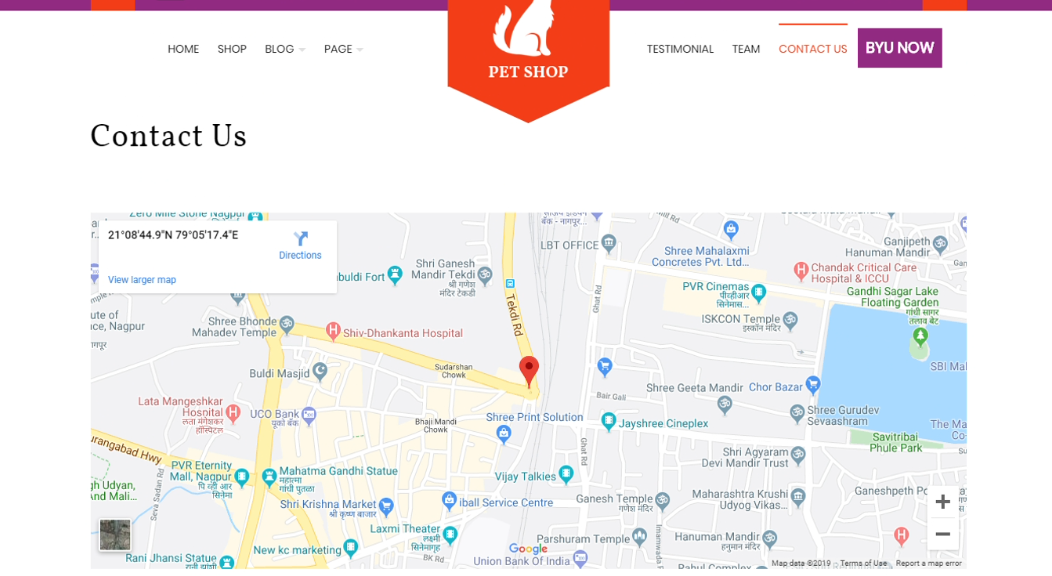 HOME
SHOP
BLOG
PAGE
PET SHOP
TESTIMONIAL
TEAM
CONTACT US
BYU NOW
Contact Us
Zero Mile Stone Nagpur
21°08'44.9"N 79°05'17.4"E
Directions
View larger map
buldi Fort
Shri Ganesh
Mandir Tekdi
श्री गणेश
मंदिर टेकडी
LBT OFFICE
Ghat Rd
Tekdi Rd
Shree Mahalaxmi
Concretes Pvt. Ltd...
Ganjipeth
Hanuman Mandir
Chandak Critical Care
Hospital & ICCU
PVR Cinemas
पीवीआर
सिनेमास...
Gandhi Sagar Lake
Floating Garden
गांधी सागर
तलाव बेट
ute of
ce, Nagpur
नागपूर
Shree Bhonde
Mahadev Temple
Shiv-Dhankanta Hospital
ISKCON Temple
इस्कॉन मंदिर
Sudarshan
Chowk
Buldi Masjid
SBI
Shree Geeta Mandir
Chor Bazar
Bair Gali
Lata Mangeshkar
Hospital
लता मंगेशकर
हॉस्पिटल
UCO Bank
यूको बैंक
Bhaji Mandi
Chowk
Shree Print Solution
Jayshree Cineplex
Shree Gurudev
Sevaashram
Savitribai
Phule Park
urangabad Hwy
Ghat Rd
Shri Agyaram
Devi Mandir Trust
PVR Eternity
Mall, Nagpur
पि रही आर
सिनेमा
Mahatma Gandhi Statue
महात्मा
गांधी पुतळा
Vijay Talkies
gh Udyan,
And Mali...
Seva Sadan Rd
Shri Krishna Market
श्री कृष्ण बाजार
iball Service Centre
Ganesh Temple
गणेश मंदिर
Maharashtra Krushi
Udyog Vikas...
Ganeshpeth
Laxmi Theater
लक्ष्मी
सिनेमागृह
Google
Parshuram Temple
Hanuman Mandir
हनुमान मंदिर
New kc marketing
Rani Jhansi Statue
BK Rd
Union Bank Of India
Imamwada Rd
Map data ©2019
Terms of Use
Report a map error